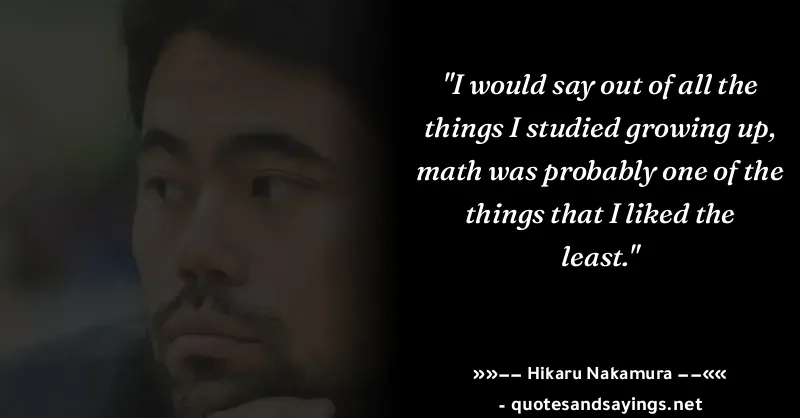 "I would say out of all the
things I studied growing up,
math was probably one of the
things that I liked the
least."
»»−− Hikaru Nakamura −−««
- quotesandsayings.net